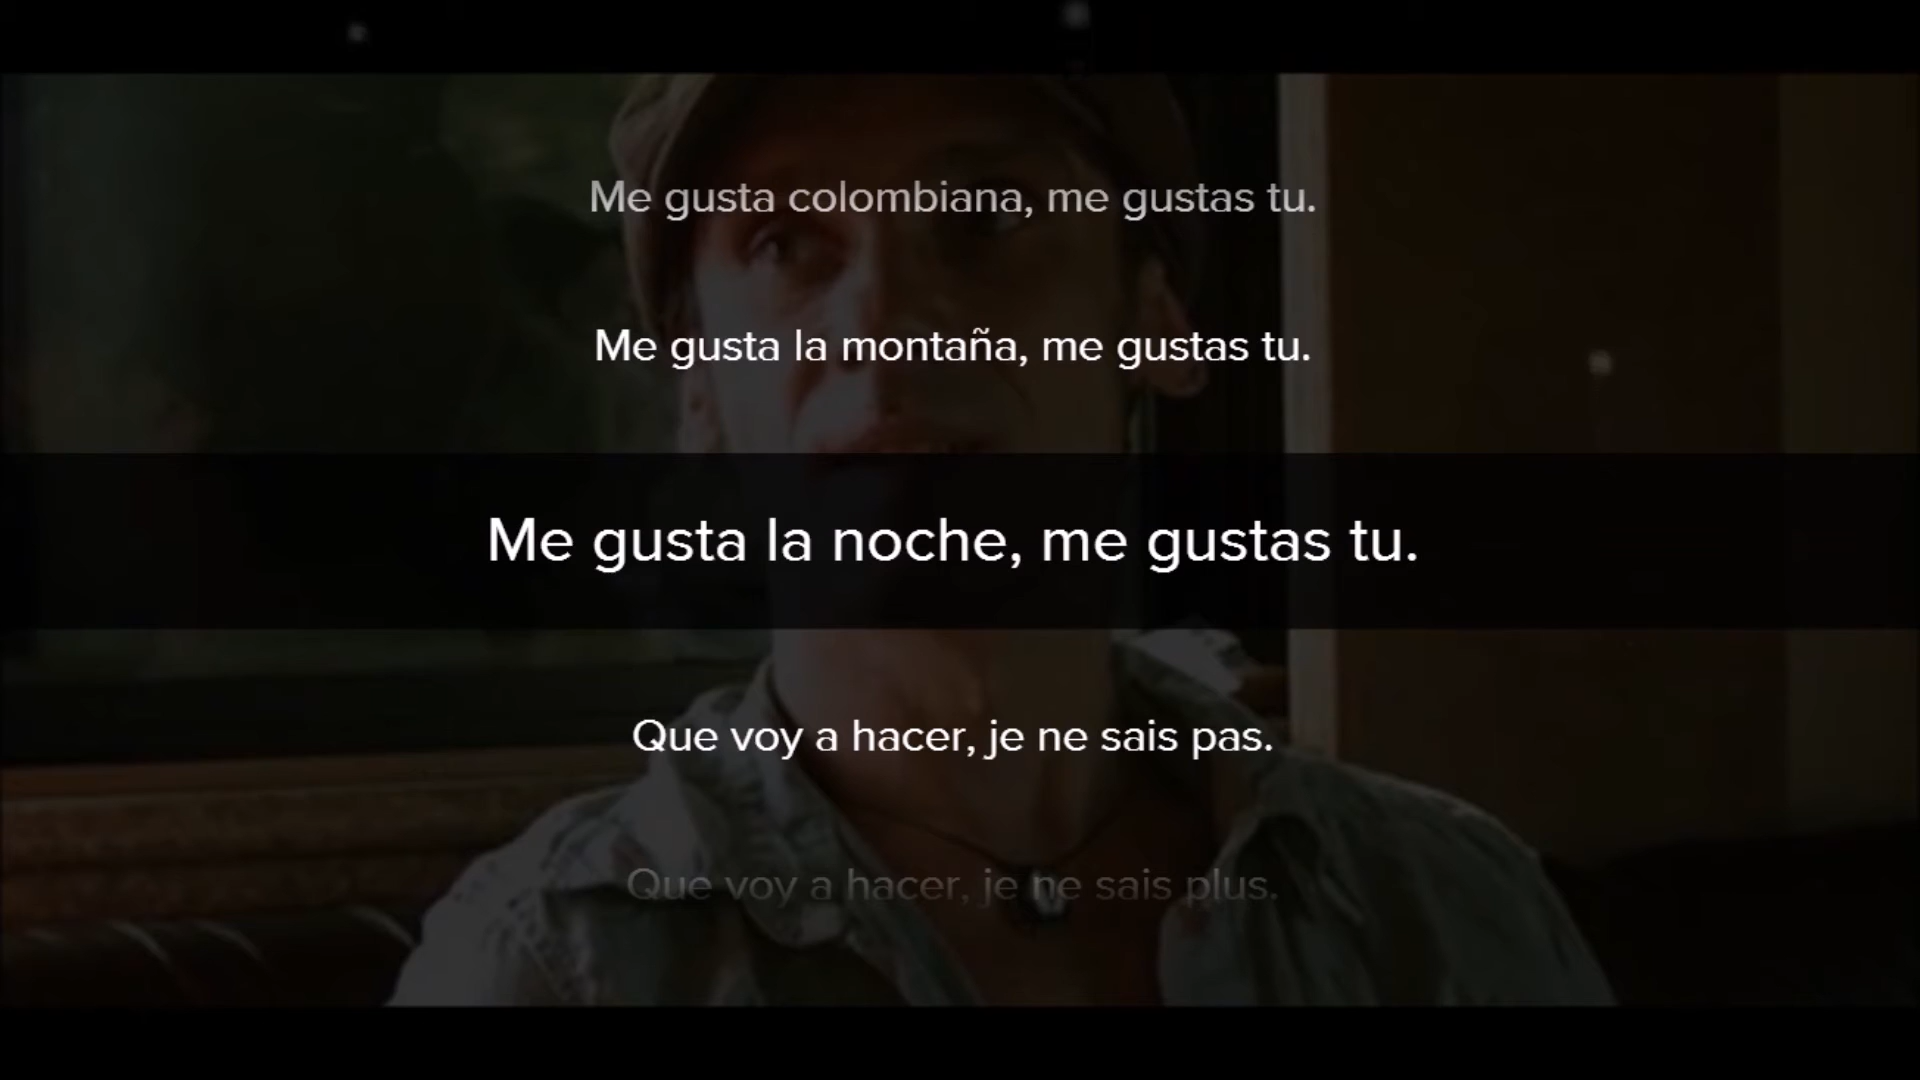 Me gusta colombiana, me gustas tu.
Me gusta la montaña, me gustas tu.
Me gusta la noche, me gustas tu.
Que voy a hacer, je ne sais pas.
Que voy a hacer, je ne sais plus.